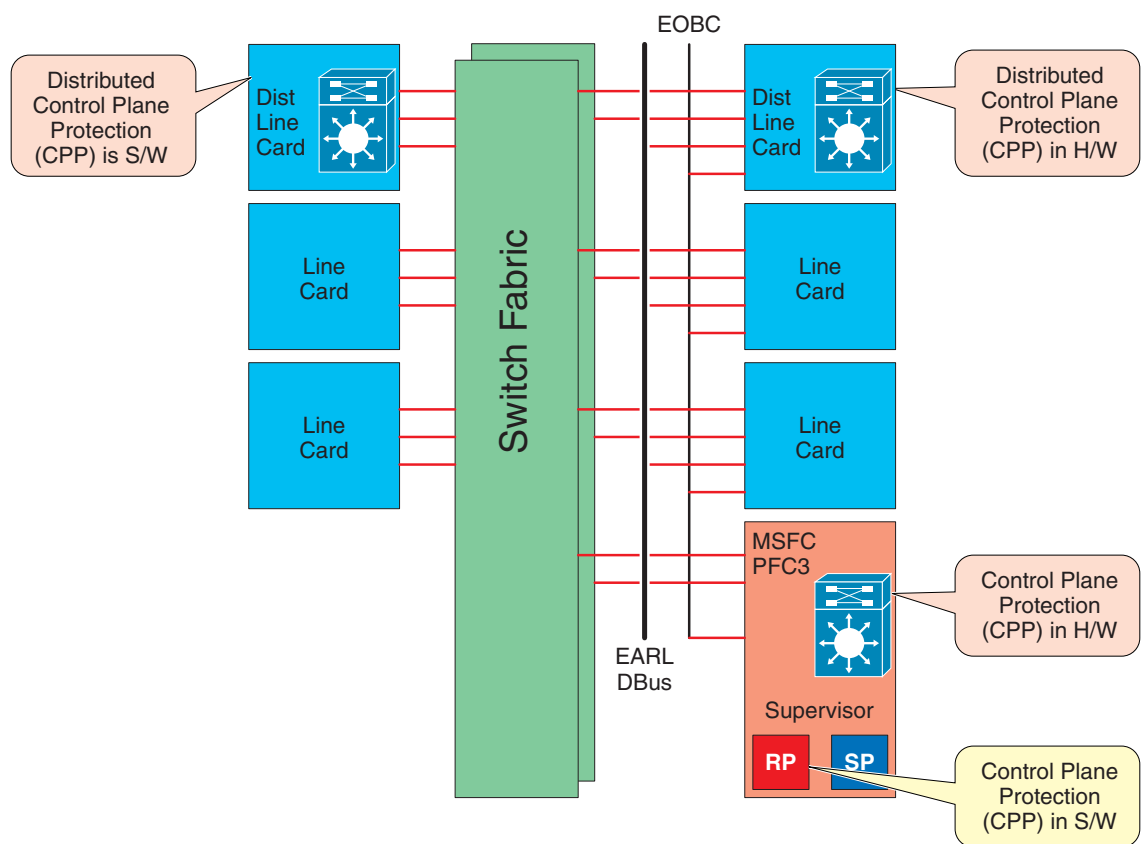 EOBC
Distributed
Control Plane
Protection
(CPP) is S/W
Dist
Line
Card
Dist
Line
Card
Distributed
Control Plane
Protection
(CPP) in H/W
Switch Fabric
Line
Card
Line
Card
Line
Card
Line
Card
MSFC
PFC3
Control Plane
Protection
(CPP) in H/W
EARL
DBus
Supervisor
RP
SP
Control Plane
Protection
(CPP) in S/W